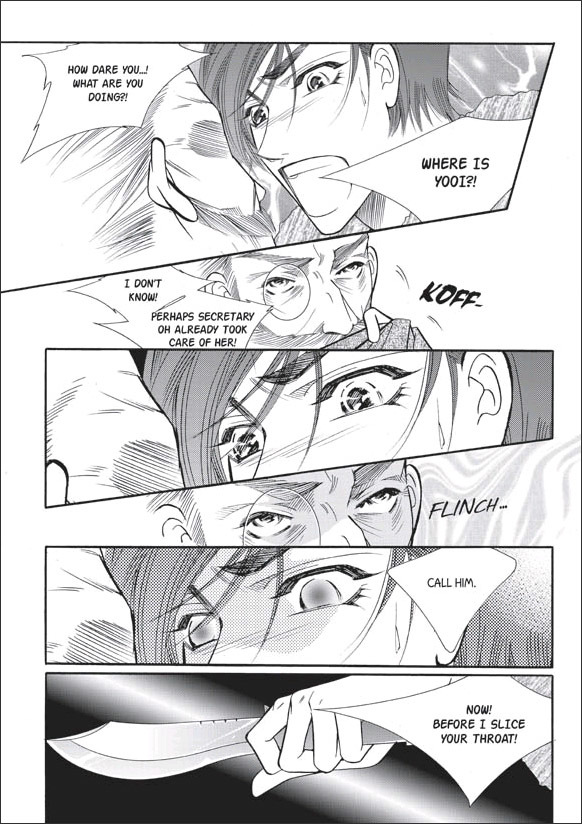 HOW DARE YOU...!
WHAT ARE YOU
DOING?!
WHERE IS
YOOI?!
I DON'T
KNOW!
PERHAPS SECRETARY
OH ALREADY TOOK
CARE OF HER!
KOFF-
FLINCH...
CALL HIM.
NOW!
BEFORE I SLICE
YOUR THROAT!